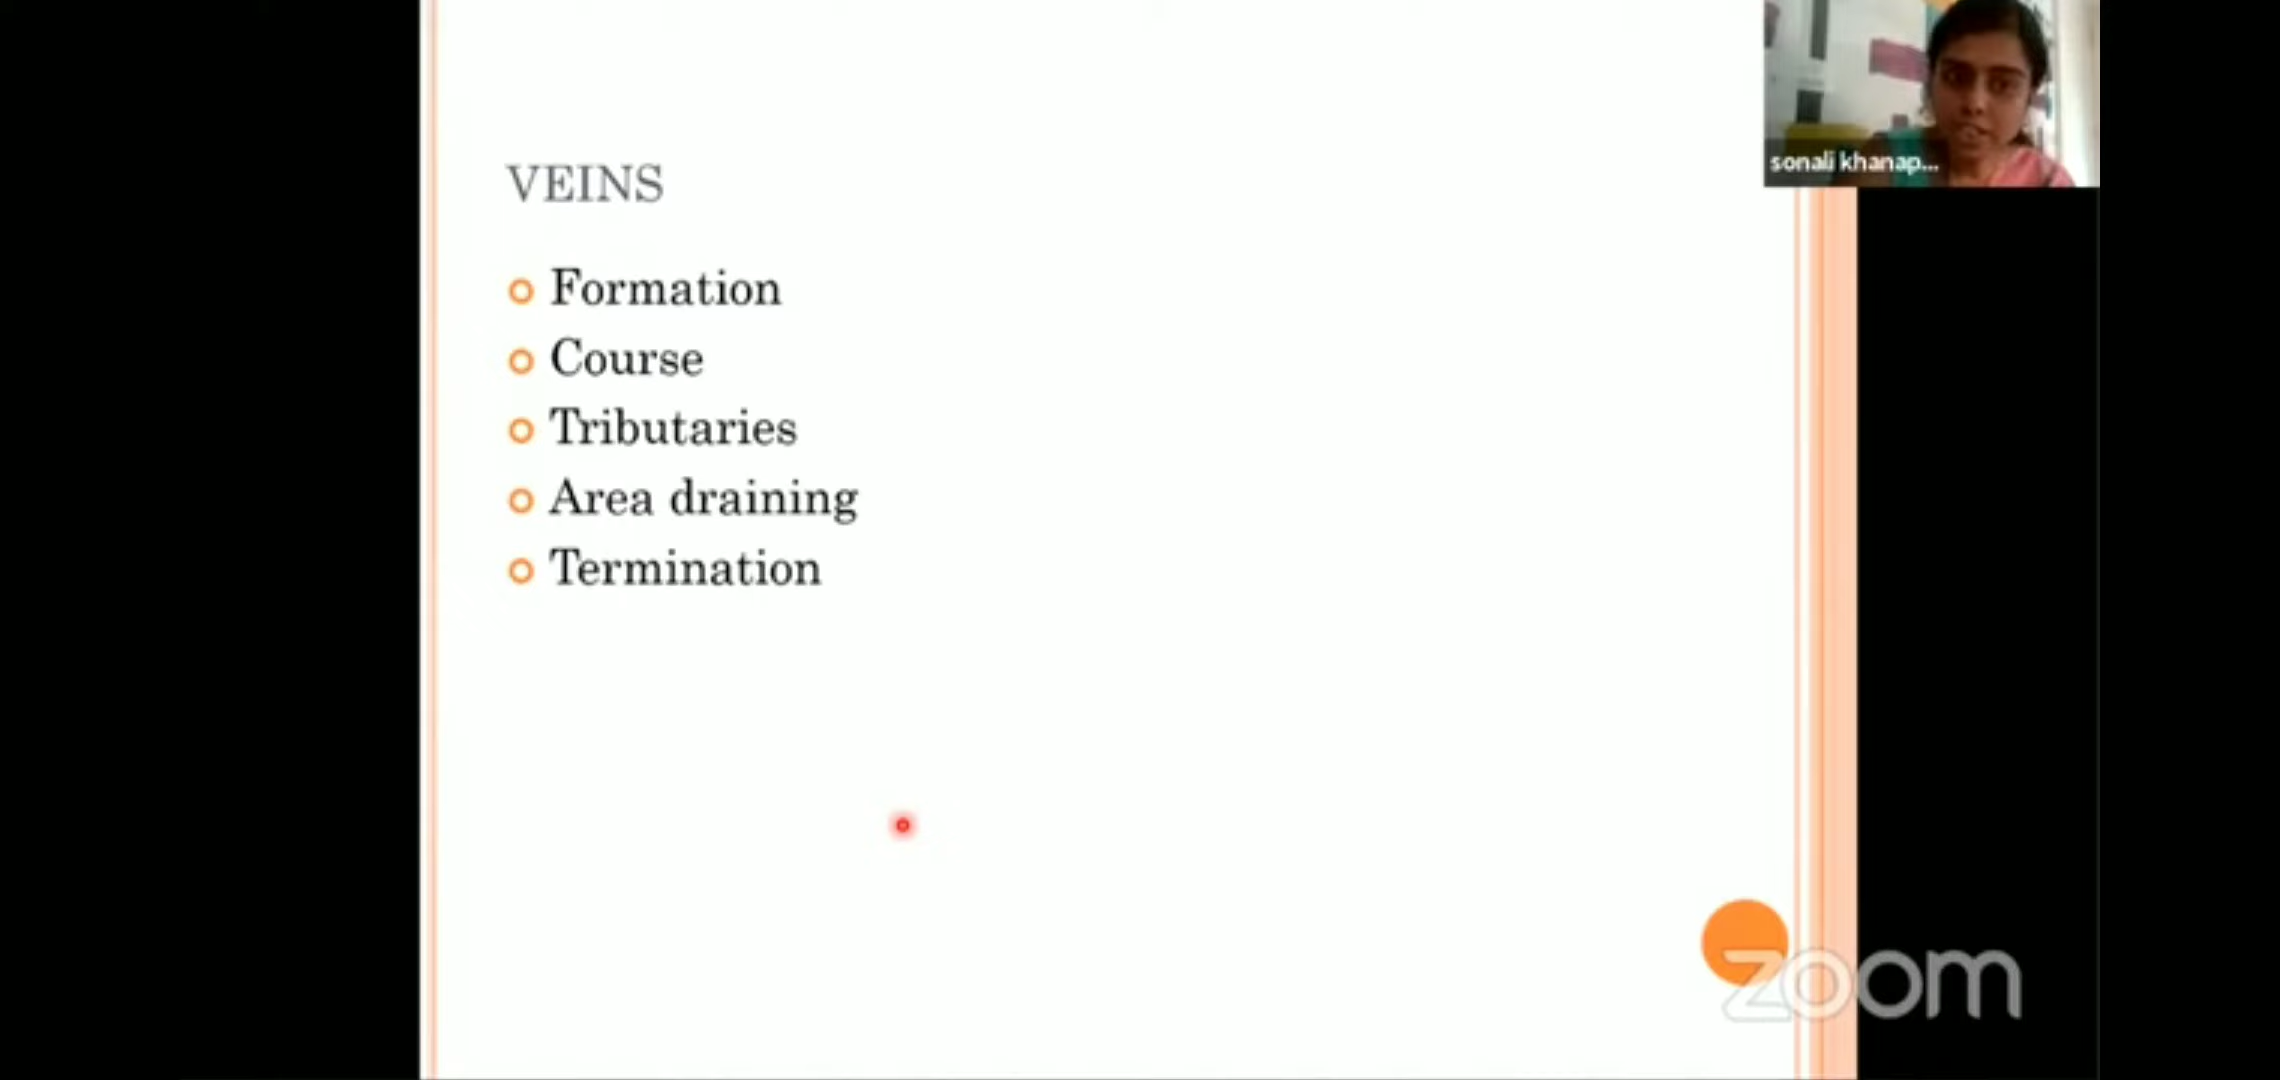 sonali khanap...
VEINS
Formation
Course
Tributaries
Area draining
Termination
zoom